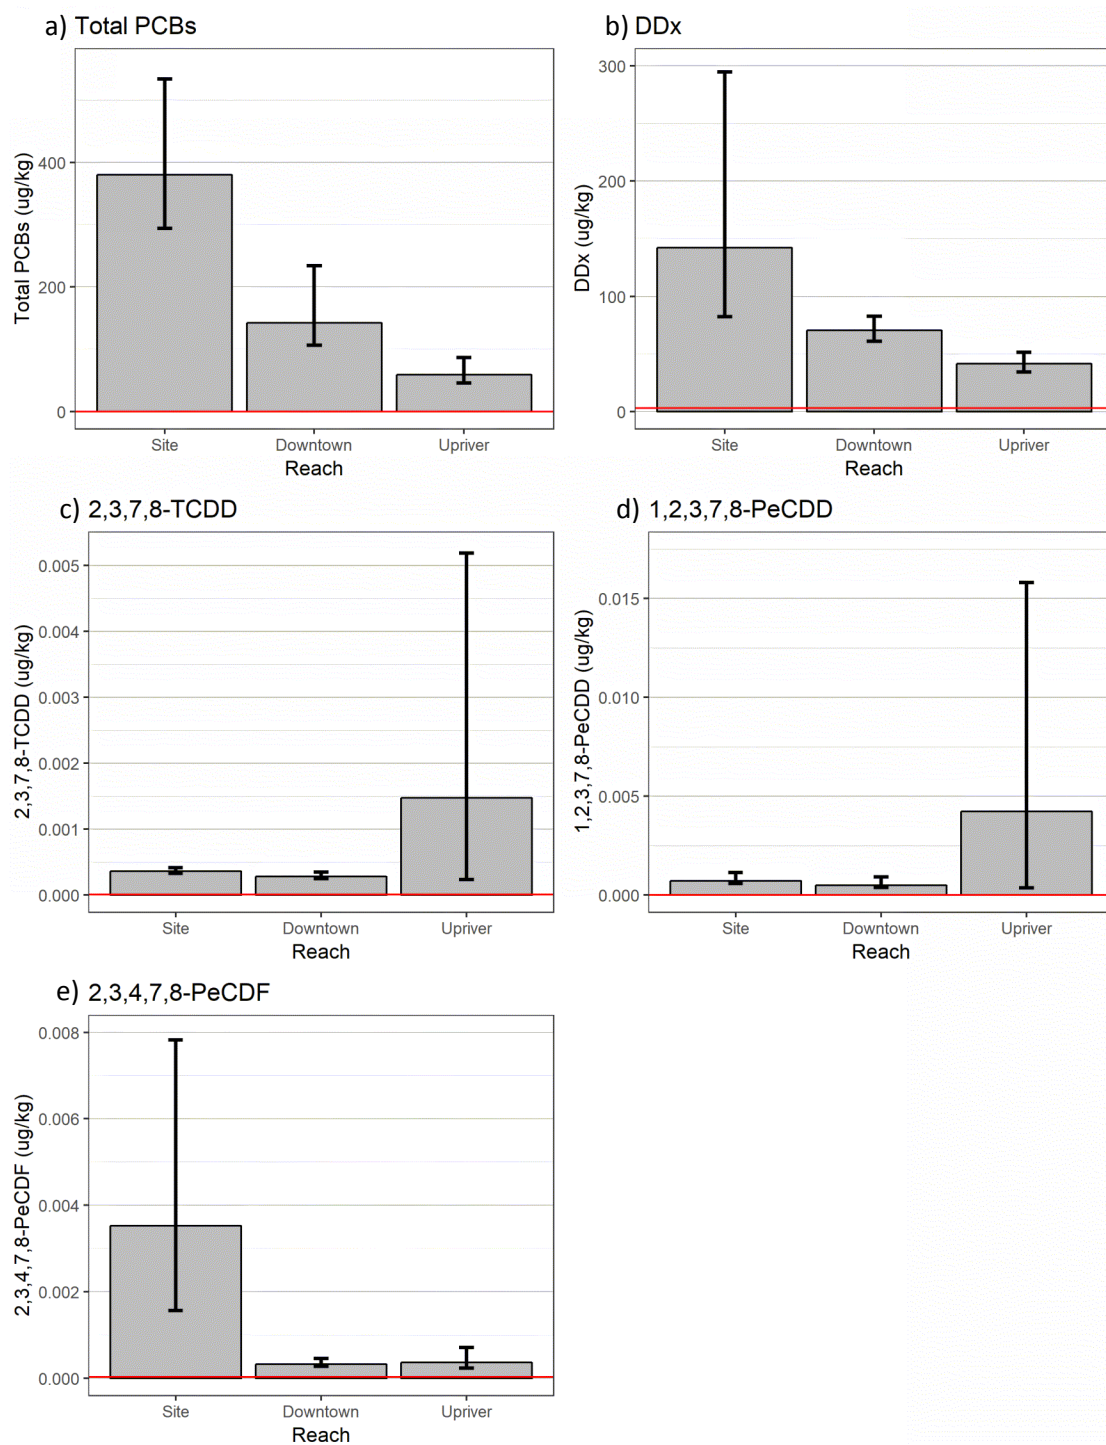 a) Total PCBs
Total PCBs (ug/kg)
400
200
0
Site Downtown Upriver
Reach
b) DDx
DDx (ug/kg)
300
200
100
0
Site Downtown Upriver
Reach
c) 2,3,7,8-TCDD
2,3,7,8-TCDD (ug/kg)
0.005
0.004
0.003
0.002
0.001
0.000
Site Downtown Upriver
Reach
d) 1,2,3,7,8-PeCDD
1,2,3,7,8-PeCDD (ug/kg)
0.015
0.010
0.005
0.000
Site Downtown Upriver
Reach
e) 2,3,4,7,8-PeCDF
2,3,4,7,8-PeCDF (ug/kg)
0.008
0.006
0.004
0.002
0.000
Site Downtown Upriver
Reach